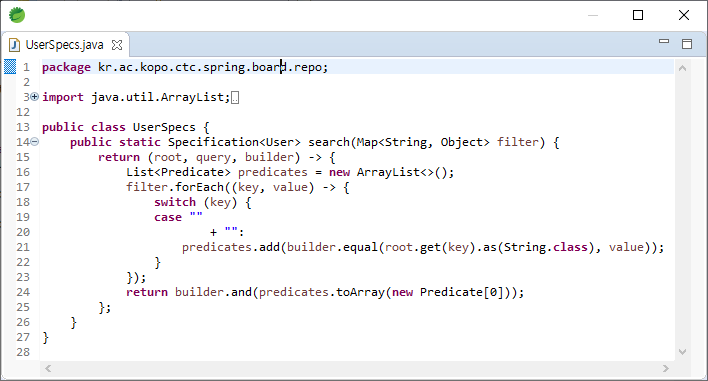 UserSpecs.java
1 package kr.ac.kopo.ctc.spring.board.repo;
2
3 import java.util.ArrayList;
12
13 public class UserSpecs {
14     public static Specification<User> search(Map<String, Object> filter) {
15         return (root, query, builder) -> {
16             List<Predicate> predicates = new ArrayList<>();
17             filter.forEach((key, value) -> {
18                 switch (key) {
19                 case ""
20                         + "":
21                     predicates.add(builder.equal(root.get(key).as(String.class), value));
22                 }
23             });
24             return builder.and(predicates.toArray(new Predicate[0]));
25         };
26     }
27 }
28